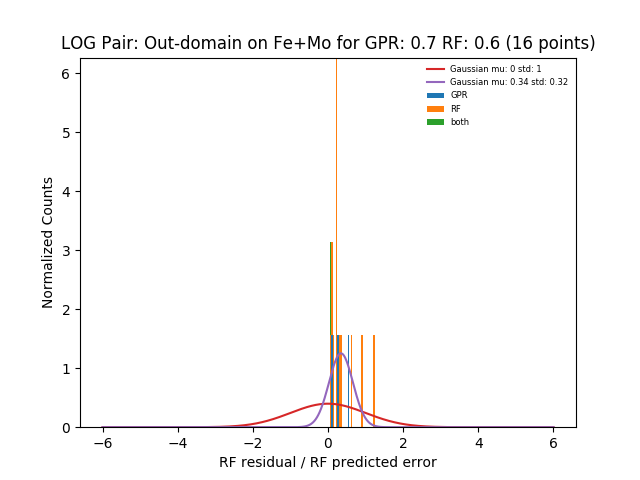 LOG Pair: Out-domain on Fe+Mo for GPR: 0.7 RF: 0.6 (16 points)
Gaussian mu: 0 std: 1
Gaussian mu: 0.34 std: 0.32
GPR
RF
both
Normalized Counts
6
5
4
3
2
1
0
−6 −4 −2 0 2 4 6
RF residual / RF predicted error